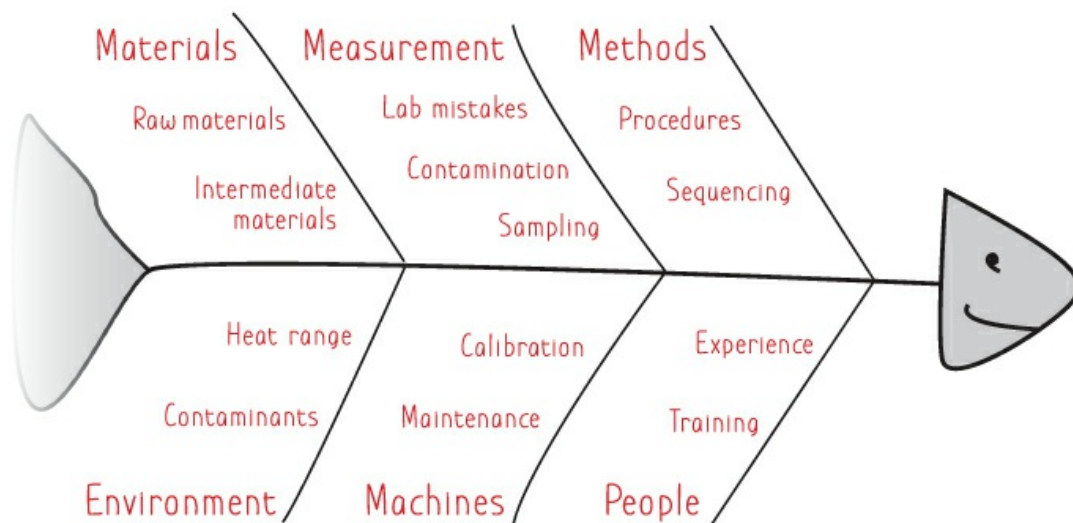 Materials
Raw materials
Intermediate
materials
Measurement
Lab mistakes
Contamination
Sampling
Methods
Procedures
Sequencing
Heat range
Contaminants
Environment
Calibration
Maintenance
Machines
Experience
Training
People